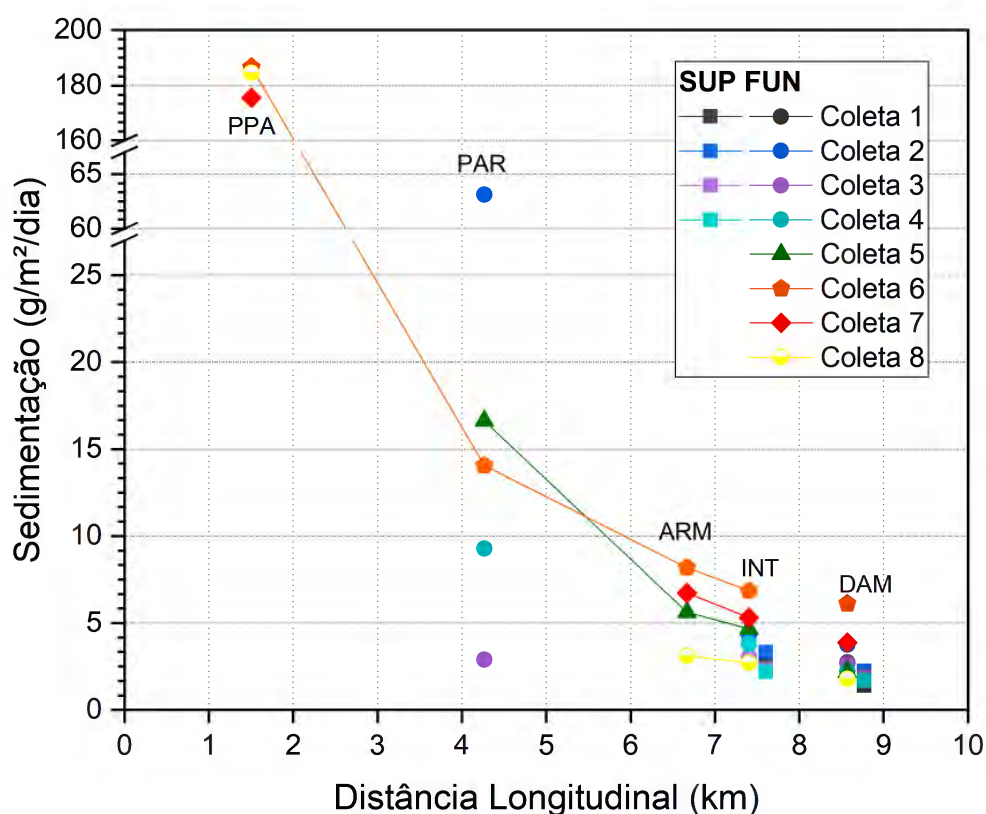 200
180
160
65
60
25
20
15
10
5
0
Sedimentação (g/m²/dia)
PPA
PAR
ARM
INT
DAM
SUP FUN
Coleta 1
Coleta 2
Coleta 3
Coleta 4
Coleta 5
Coleta 6
Coleta 7
Coleta 8
0 1 2 3 4 5 6 7 8 9 10
Distância Longitudinal (km)